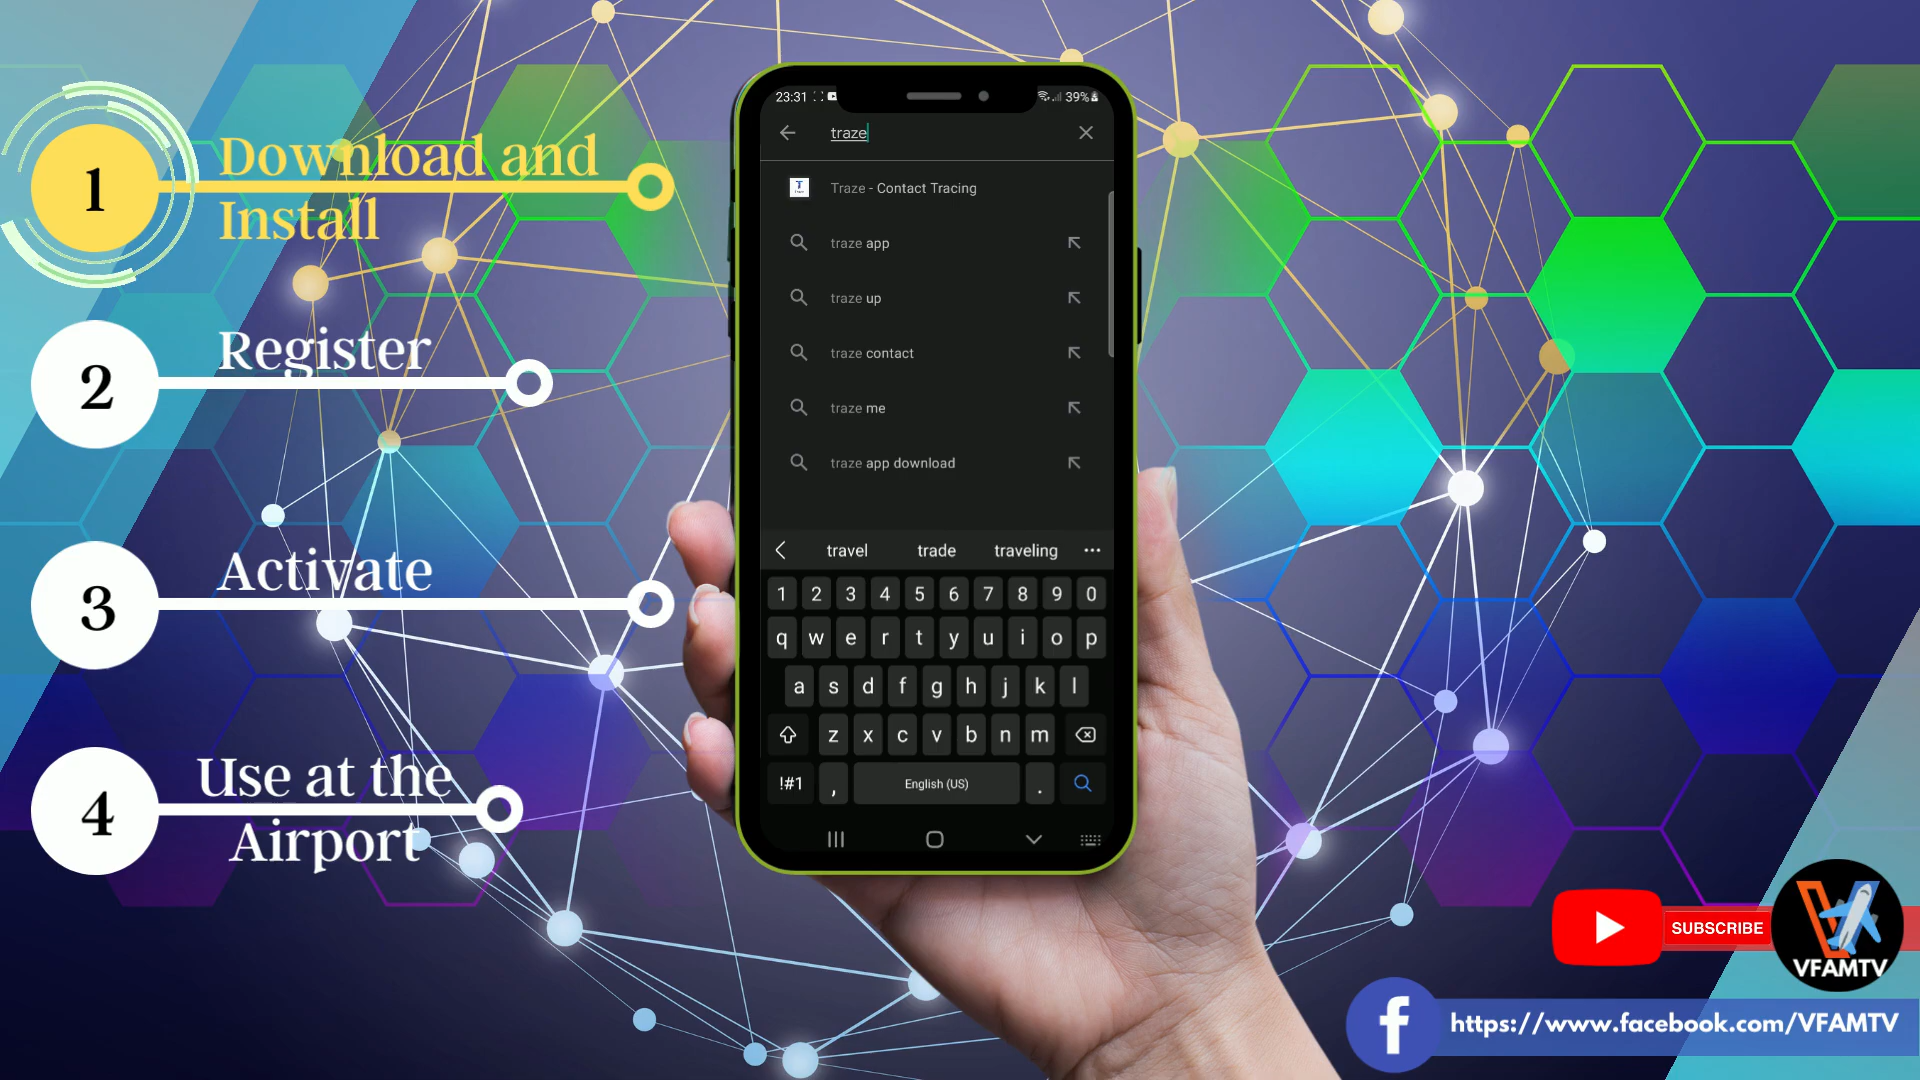 1
Download and
Install
2
Register
3
Activate
4
Use at the
Airport
23:31
39%
traze
Traze - Contact Tracing
traze app
traze up
traze contact
traze me
traze app download
travel trade traveling
1 2 3 4 5 6 7 8 9 0
q w e r t y u i o p
a s d f g h j k l
z x c v b n m
!#1 , English (US) .
SUBSCRIBE
VFAMTV
https://www.facebook.com/VFAMTV